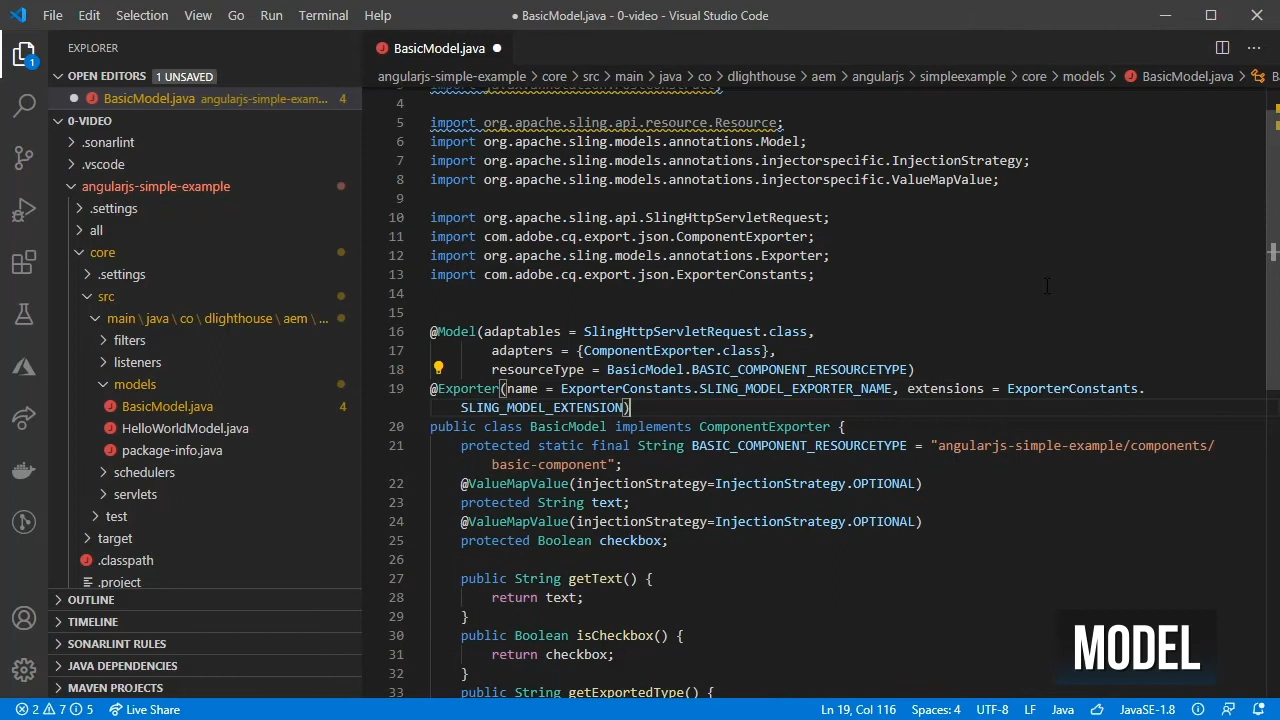 File Edit Selection View Go Run Terminal Help
● BasicModel.java - 0-video - Visual Studio Code
EXPLORER
BasicModel.java ●
OPEN EDITORS 1 UNSAVED
angularjs-simple-example > core > src > main > java > co > dlighthouse > aem > angularjs > simpleexample > core > models > BasicModel.java >
● BasicModel.java angularjs-simple-exam... 4
0-VIDEO
.sonarlint
.vscode
angularjs-simple-example
.settings
all
core
.settings
src
main \ java \ co \ dlighthouse \ aem \ ...
filters
listeners
models
BasicModel.java 4
HelloWorldModel.java
package-info.java
schedulers
servlets
test
target
.classpath
.project
OUTLINE
TIMELINE
SONARLINT RULES
JAVA DEPENDENCIES
MAVEN PROJECTS
3 import javax.annotation.PostConstruct;
4
5 import org.apache.sling.api.resource.Resource;
6 import org.apache.sling.models.annotations.Model;
7 import org.apache.sling.models.annotations.injectorspecific.InjectionStrategy;
8 import org.apache.sling.models.annotations.injectorspecific.ValueMapValue;
9
10 import org.apache.sling.api.SlingHttpServletRequest;
11 import com.adobe.cq.export.json.ComponentExporter;
12 import org.apache.sling.models.annotations.Exporter;
13 import com.adobe.cq.export.json.ExporterConstants;
14
15
16 @Model(adaptables = SlingHttpServletRequest.class,
17 adapters = {ComponentExporter.class},
18 resourceType = BasicModel.BASIC_COMPONENT_RESOURCETYPE)
19 @Exporter(name = ExporterConstants.SLING_MODEL_EXPORTER_NAME, extensions = ExporterConstants.
SLING_MODEL_EXTENSION)
20 public class BasicModel implements ComponentExporter {
21 protected static final String BASIC_COMPONENT_RESOURCETYPE = "angularjs-simple-example/components/
basic-component";
22 @ValueMapValue(injectionStrategy=InjectionStrategy.OPTIONAL)
23 protected String text;
24 @ValueMapValue(injectionStrategy=InjectionStrategy.OPTIONAL)
25 protected Boolean checkbox;
26
27 public String getText() {
28 return text;
29 }
30 public Boolean isCheckbox() {
31 return checkbox;
32 }
33 public String getExportedType() {
MODEL
1
2 7 5 Live Share
Ln 19, Col 116 Spaces: 4 UTF-8 LF Java JavaSE-1.8